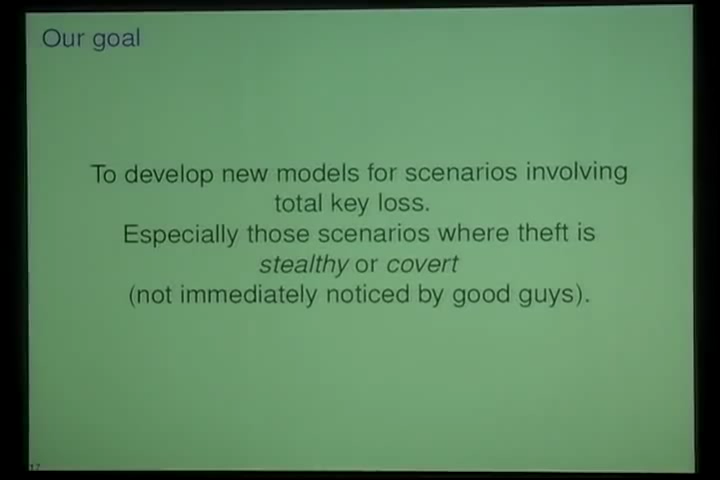 Our goal
To develop new models for scenarios involving
total key loss.
Especially those scenarios where theft is
stealthy or covert
(not immediately noticed by good guys).
17